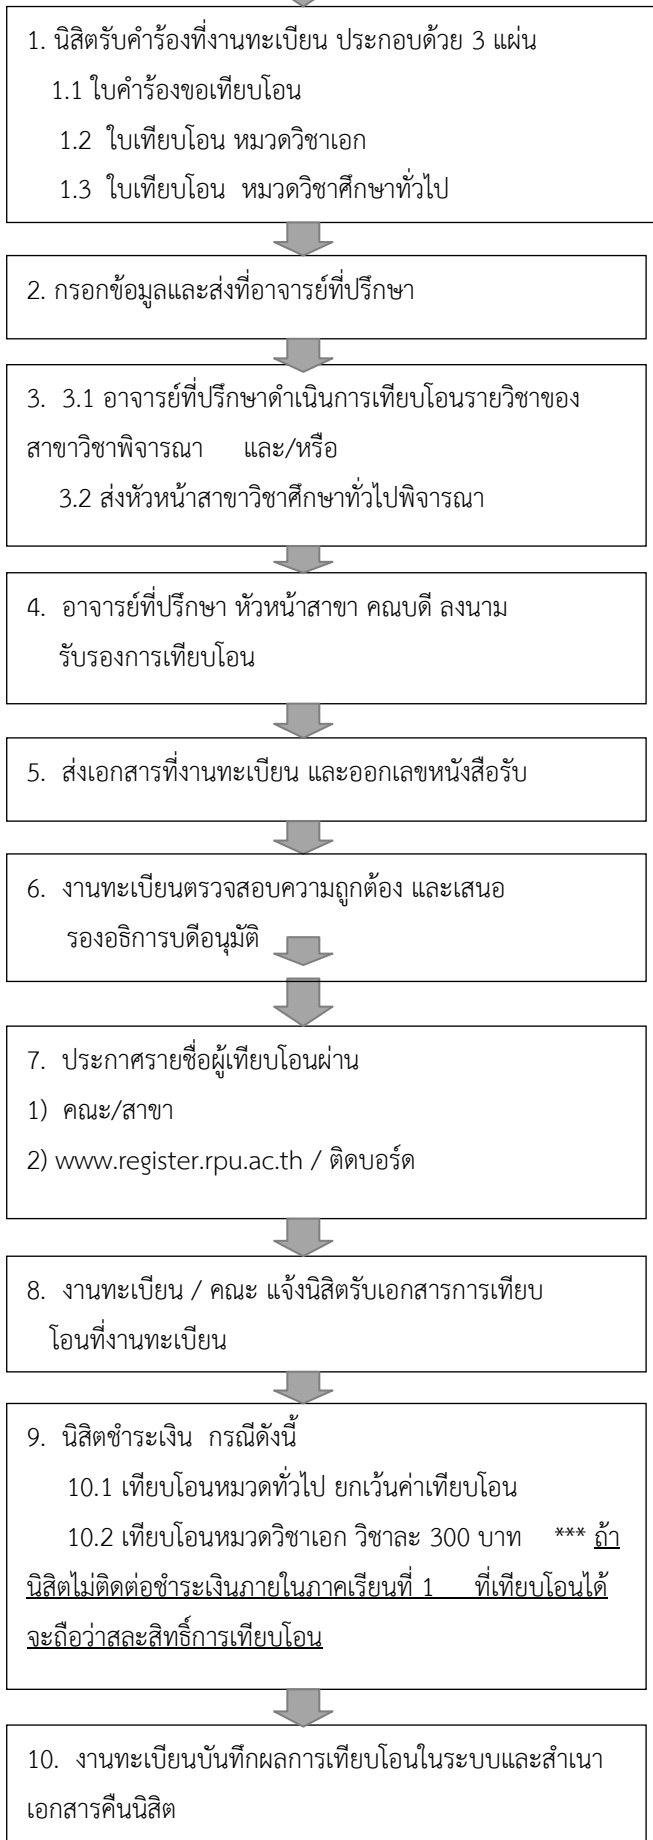 1. นิสิตรับคำร้องที่งานทะเบียน ประกอบด้วย 3 แผ่น
1.1 ใบคำร้องขอเทียบโอน
1.2 ใบเทียบโอน หมวดวิชาเอก
1.3 ใบเทียบโอน หมวดวิชาศึกษาทั่วไป
2. กรอกข้อมูลและส่งที่อาจารย์ที่ปรึกษา
3. 3.1 อาจารย์ที่ปรึกษาดำเนินการเทียบโอนรายวิชาของ
สาขาวิชาพิจารณา และ/หรือ
3.2 ส่งหัวหน้าสาขาวิชาศึกษาทั่วไปพิจารณา
4. อาจารย์ที่ปรึกษา หัวหน้าสาขา คณบดี ลงนาม
รับรองการเทียบโอน
5. ส่งเอกสารที่งานทะเบียน และออกเลขหนังสือรับ
6. งานทะเบียนตรวจสอบความถูกต้อง และเสนอ
รองอธิการบดีอนุมัติ
7. ประกาศรายชื่อผู้เทียบโอนผ่าน
1) คณะ/สาขา
2) www.register.rpu.ac.th / ติดบอร์ด
8. งานทะเบียน / คณะ แจ้งนิสิตรับเอกสารการเทียบ
โอนที่งานทะเบียน
9. นิสิตชำระเงิน กรณีดังนี้
10.1 เทียบโอนหมวดทั่วไป ยกเว้นค่าเทียบโอน
10.2 เทียบโอนหมวดวิชาเอก วิชาละ 300 บาท *** ถ้า
นิสิตไม่ติดต่อชำระเงินภายในภาคเรียนที่ 1 ที่เทียบโอนได้
จะถือว่าสละสิทธิ์การเทียบโอน
10. งานทะเบียนบันทึกผลการเทียบโอนในระบบและสำเนา
เอกสารคืนนิสิต